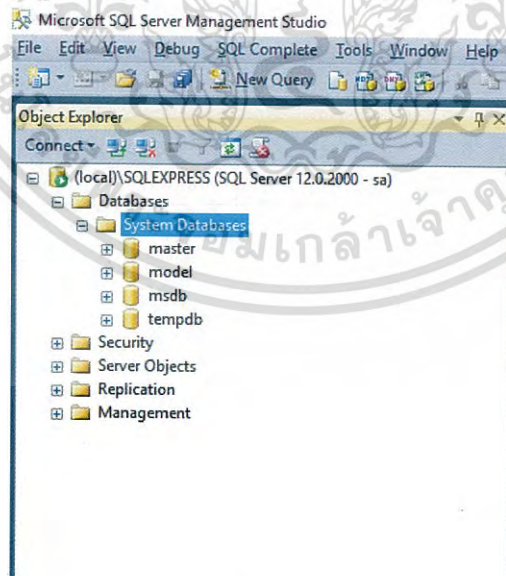 Microsoft SQL Server Management Studio
File Edit View Debug SQL Complete Tools Window Help
New Query
Object Explorer
Connect
(local)\SQLEXPRESS (SQL Server 12.0.2000 - sa)
Databases
System Databases
master
model
msdb
tempdb
Security
Server Objects
Replication
Management